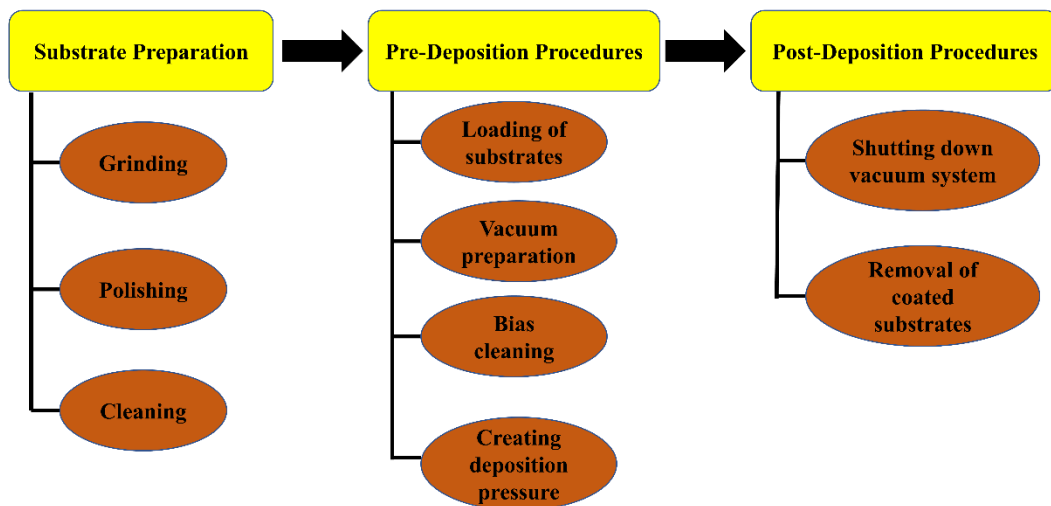 Substrate Preparation
Pre-Deposition Procedures
Post-Deposition Procedures
Grinding
Polishing
Cleaning
Loading of
substrates
Vacuum
preparation
Bias
cleaning
Creating
deposition
pressure
Shutting down
vacuum system
Removal of
coated
substrates